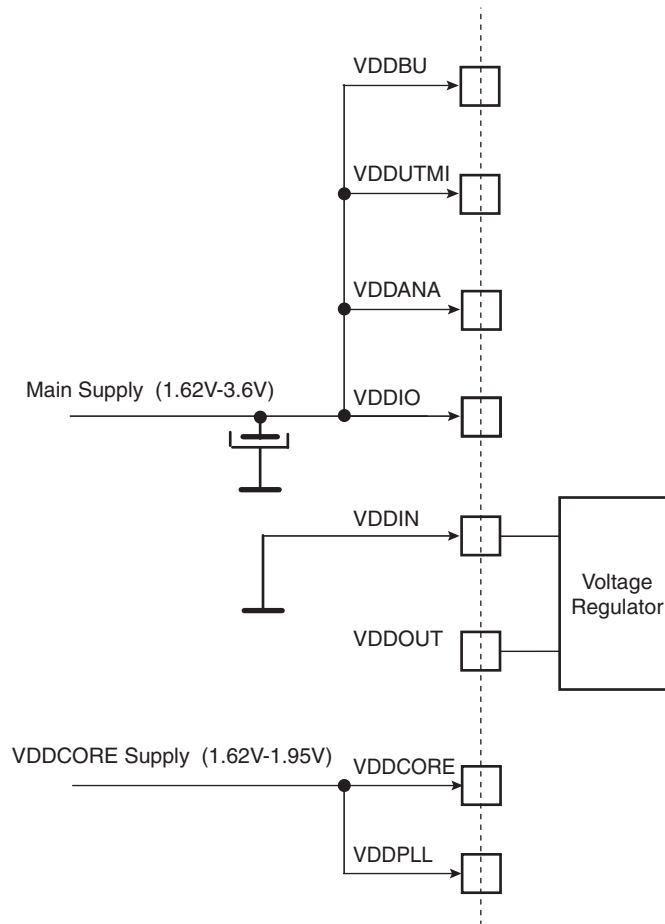 VDDBU
VDDUTMI
VDDANA
Main Supply (1.62V-3.6V)
VDDIO
VDDIN
Voltage
Regulator
VDDOUT
VDDCORE Supply (1.62V-1.95V)
VDDCORE
VDDPLL